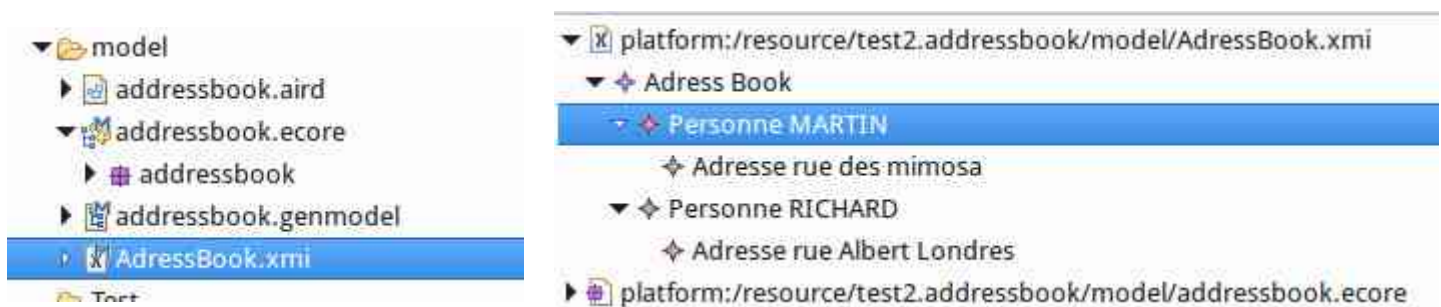 model
addressbook.aird
addressbook.ecore
addressbook
addressbook.genmodel
AdressBook.xmi
Test
platform:/resource/test2.addressbook/model/AdressBook.xmi
Adress Book
Personne MARTIN
Adresse rue des mimosa
Personne RICHARD
Adresse rue Albert Londres
platform:/resource/test2.addressbook/model/addressbook.ecore